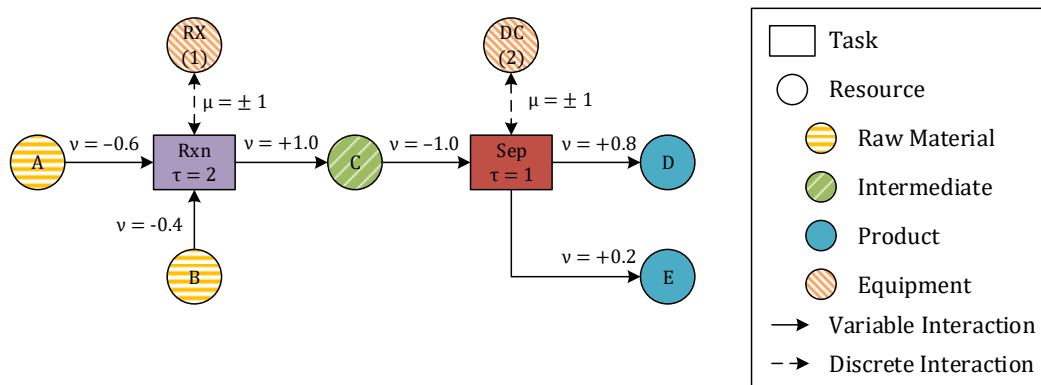 RX
(1)
μ = ± 1
DC
(2)
μ = ± 1
A
ν = –0.6
Rxn
τ = 2
ν = +1.0
C
ν = –1.0
Sep
τ = 1
ν = +0.8
D
ν = -0.4
B
ν = +0.2
E
Task
Resource
Raw Material
Intermediate
Product
Equipment
Variable Interaction
Discrete Interaction